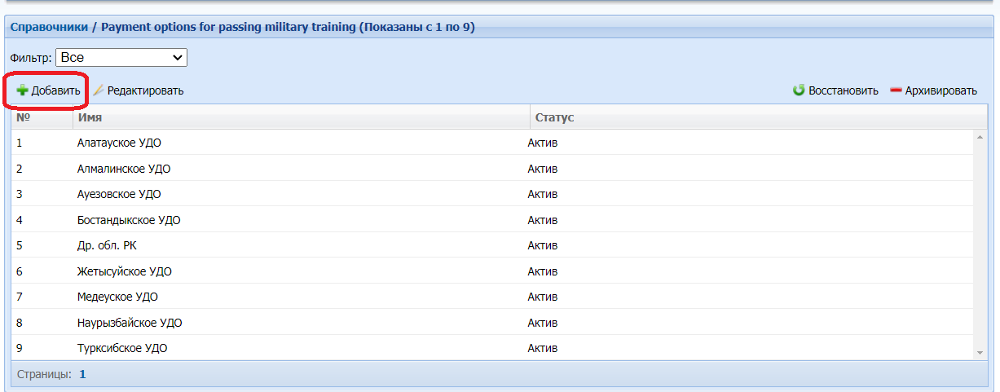 Справочники / Payment options for passing military training (Показаны с 1 по 9)
Фильтр: Все
Добавить Редактировать Восстановить Архивировать
№ Имя Статус
1 Алатауское УДО Актив
2 Алмалинское УДО Актив
3 Ауезовское УДО Актив
4 Бостандыкское УДО Актив
5 Др. обл. РК Актив
6 Жетысуйское УДО Актив
7 Медеуское УДО Актив
8 Наурызбайское УДО Актив
9 Турксибское УДО Актив
Страницы: 1